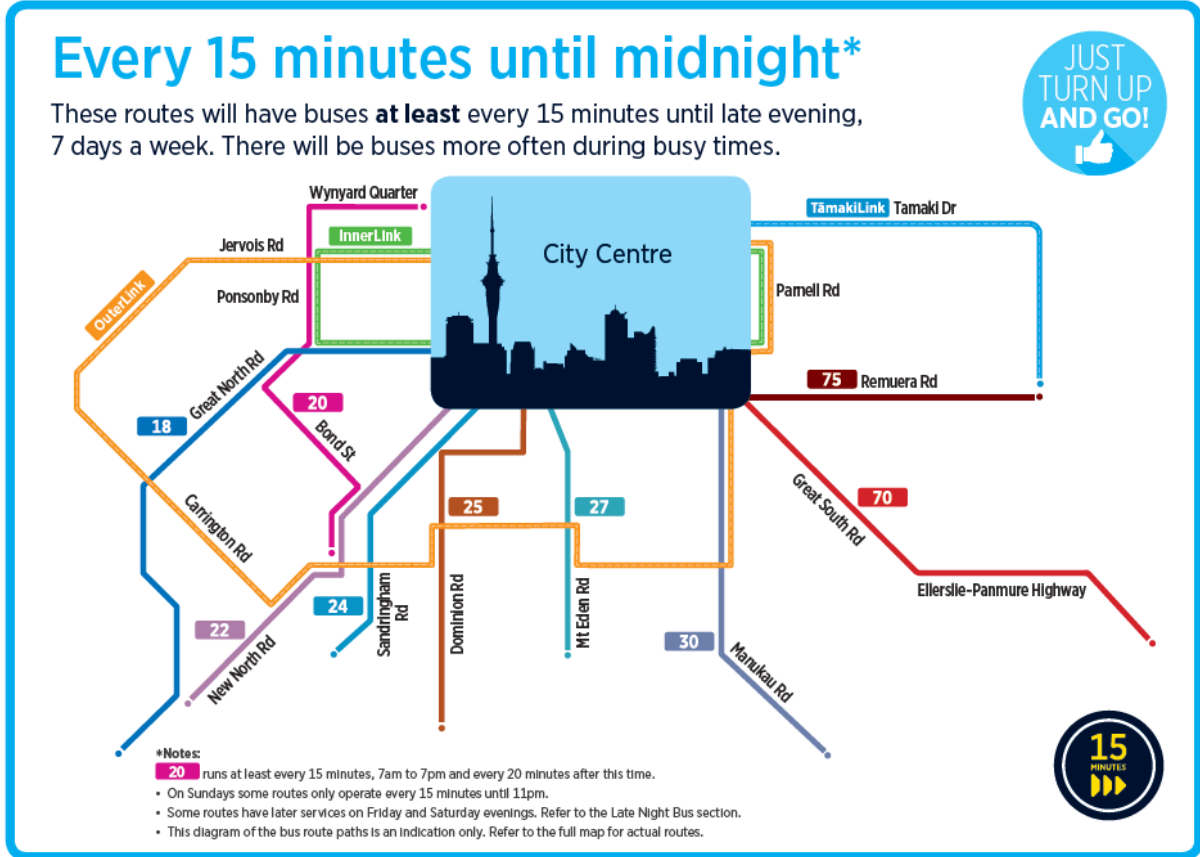 Every 15 minutes until midnight*
These routes will have buses at least every 15 minutes until late evening,
7 days a week. There will be buses more often during busy times.
JUST
TURN UP
AND GO!
Wynyard Quarter
TāmakiLink Tamaki Dr
InnerLink
Jervois Rd
City Centre
OuterLink
Ponsonby Rd
Parnell Rd
Great North Rd
75 Remuera Rd
20
18
Bond St
25
27
70
Great South Rd
Carrington Rd
Ellerslie-Panmure Highway
24
Sandringham
Rd
Dominion Rd
Mt Eden Rd
22
New North Rd
30
Manukau Rd
*Notes:
20 runs at least every 15 minutes, 7am to 7pm and every 20 minutes after this time.
• On Sundays some routes only operate every 15 minutes until 11pm.
• Some routes have later services on Friday and Saturday evenings. Refer to the Late Night Bus section.
• This diagram of the bus route paths is an indication only. Refer to the full map for actual routes.
15
MINUTES